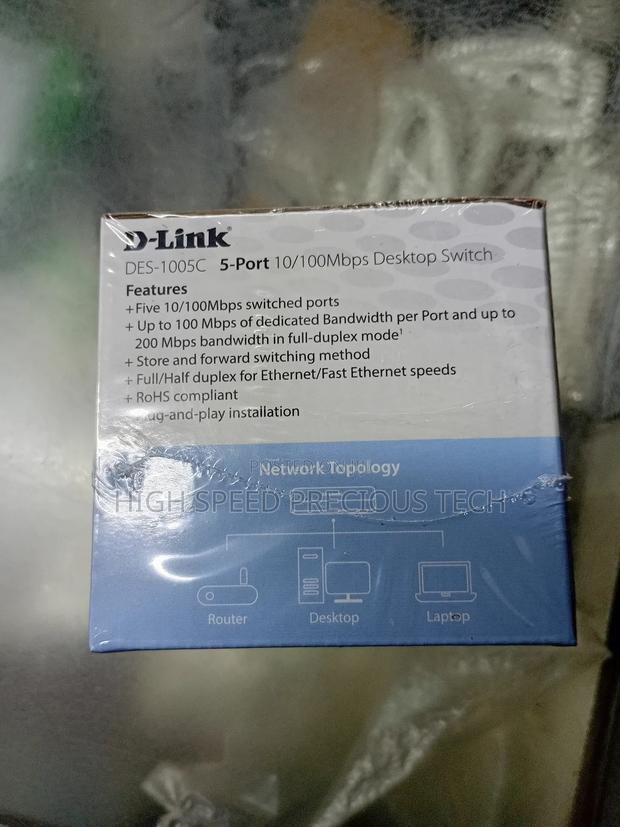 D-Link
DES-1005C 5-Port 10/100Mbps Desktop Switch
Features
+ Five 10/100Mbps switched ports
+ Up to 100 Mbps of dedicated Bandwidth per Port and up to
200 Mbps bandwidth in full-duplex mode¹
+ Store and forward switching method
+ Full/Half duplex for Ethernet/Fast Ethernet speeds
+ RoHS compliant
-and-play installation
Network Topology
HIGH SPEED PRECIOUS TECH
Router Desktop Laptop